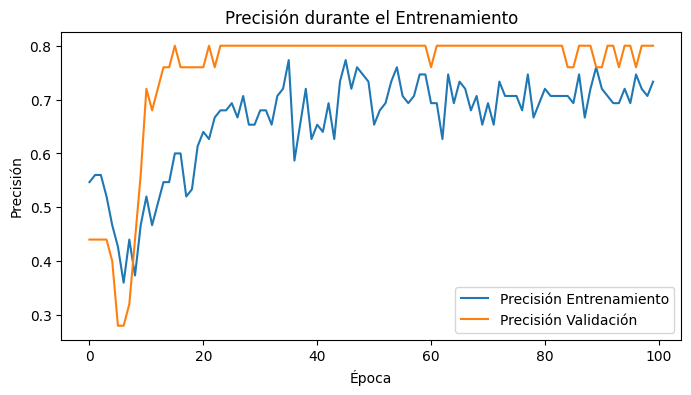 Precisión durante el Entrenamiento
Precisión
0.8
0.7
0.6
0.5
0.4
0.3
0
20
40
60
80
100
Época
Precisión Entrenamiento
Precisión Validación